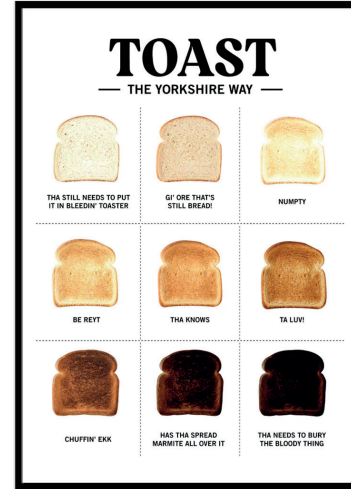 TOAST
THE YORKSHIRE WAY
THA STILL NEEDS TO PUT
IT IN BLEEDIN' TOASTER
GI' ORE THAT'S
STILL BREAD!
NUMPTY
BE REYT
THA KNOWS
TA LUV!
CHUFFIN' EKK
HAS THA SPREAD
MARMITE ALL OVER IT
THA NEEDS TO BURY
THE BLOODY THING